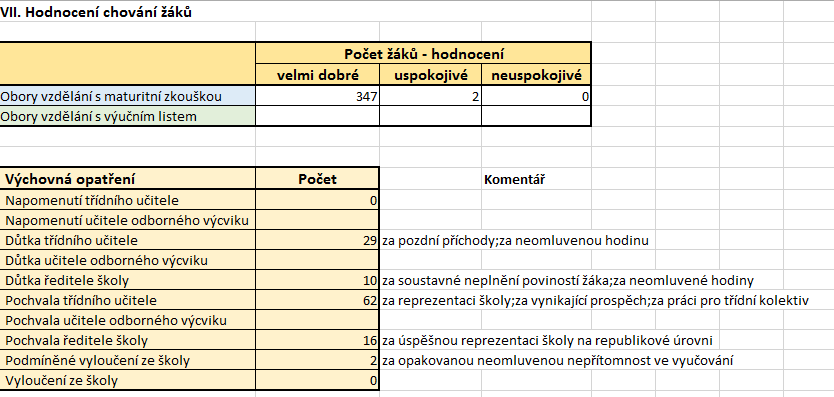 VII. Hodnocení chování žáků
Počet žáků - hodnocení
velmi dobré uspokojivé neuspokojivé
Obory vzdělání s maturitní zkouškou 347 2 0
Obory vzdělání s výučním listem
Výchovná opatření Počet Komentář
Napomenutí třídního učitele 0
Napomenutí učitele odborného výcviku
Důtka třídního učitele 29 za pozdní příchody;za neomluvenou hodinu
Důtka učitele odborného výcviku
Důtka ředitele školy 10 za soustavné neplnění poviností žáka;za neomluvené hodiny
Pochvala třídního učitele 62 za reprezentaci školy;za vynikající prospěch;za práci pro třídní kolektiv
Pochvala učitele odborného výcviku
Pochvala ředitele školy 16 za úspěšnou reprezentaci školy na republikové úrovni
Podmíněné vyloučení ze školy 2 za opakovanou neomluvenou nepřítomnost ve vyučování
Vyloučení ze školy 0